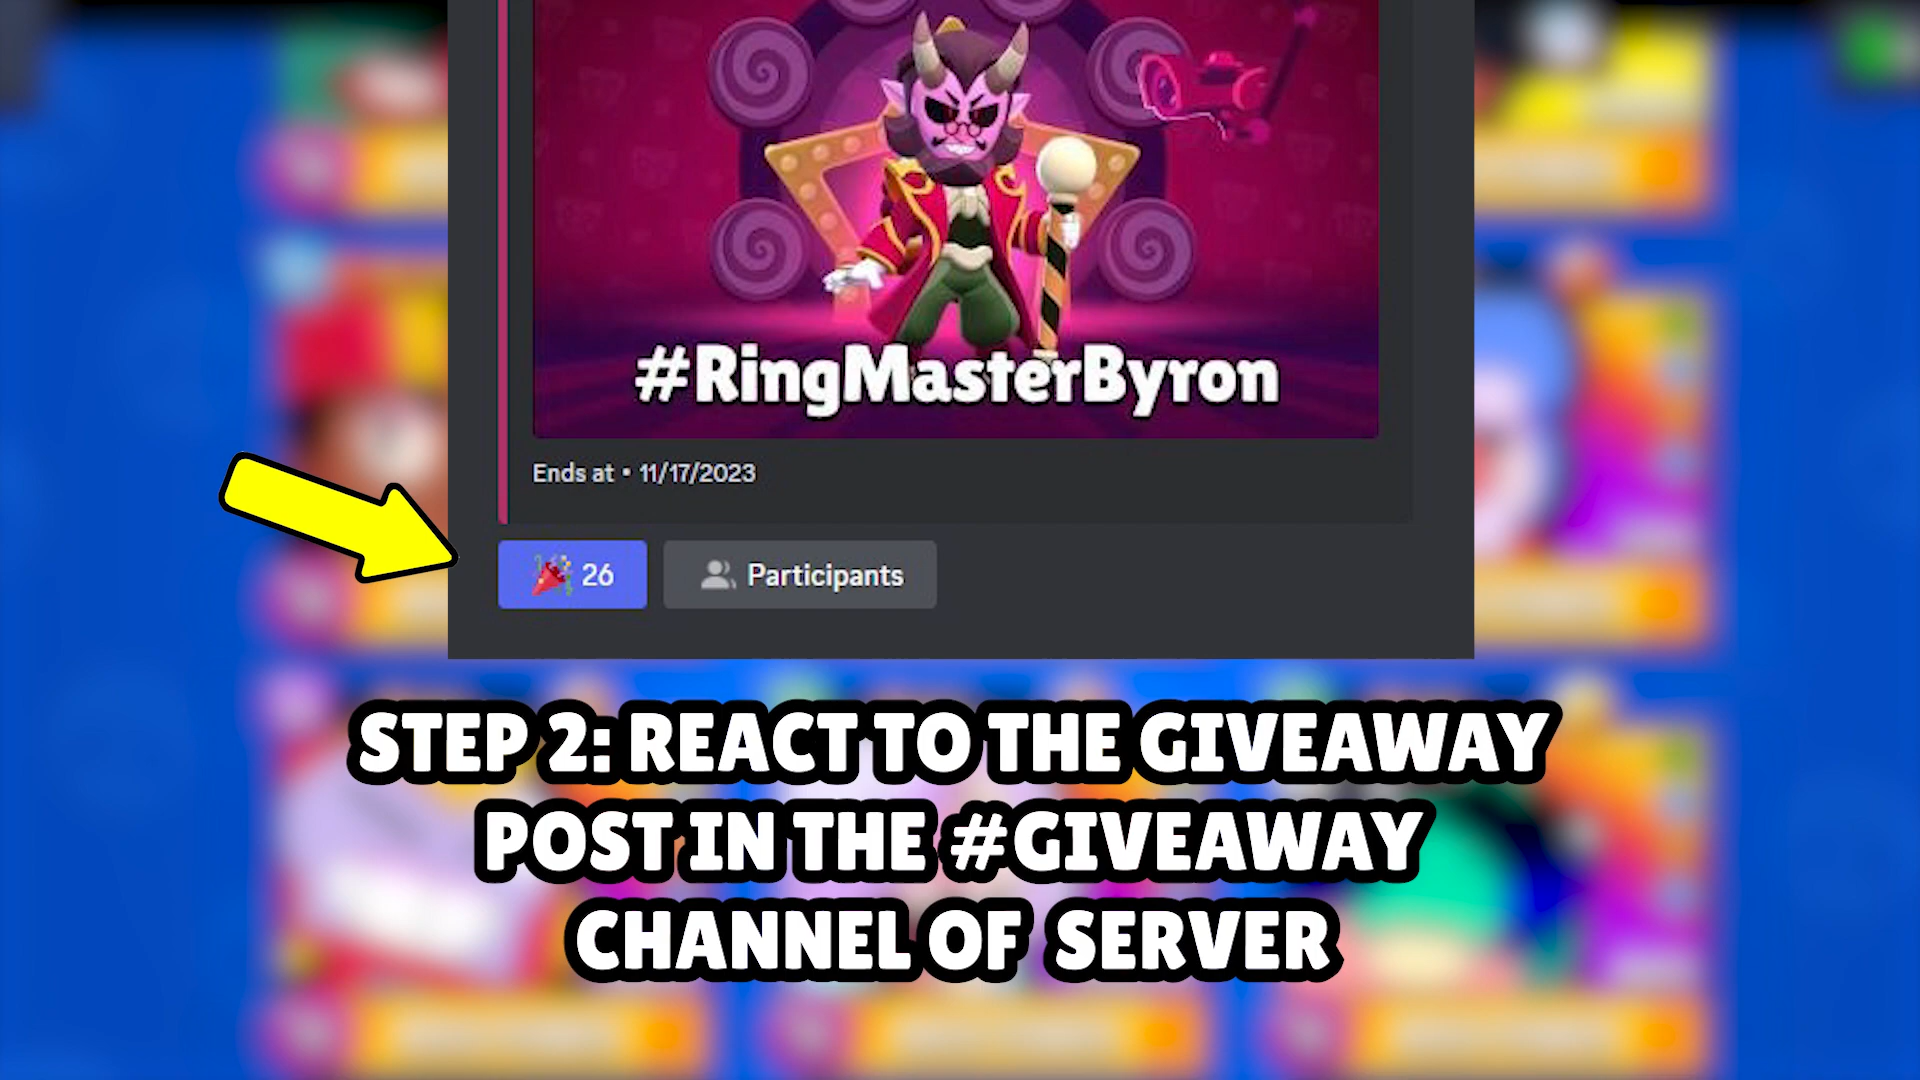 #RingMasterByron
Ends at • 11/17/2023
26 Participants
STEP 2: REACT TO THE GIVEAWAY
POST IN THE #GIVEAWAY
CHANNEL OF SERVER